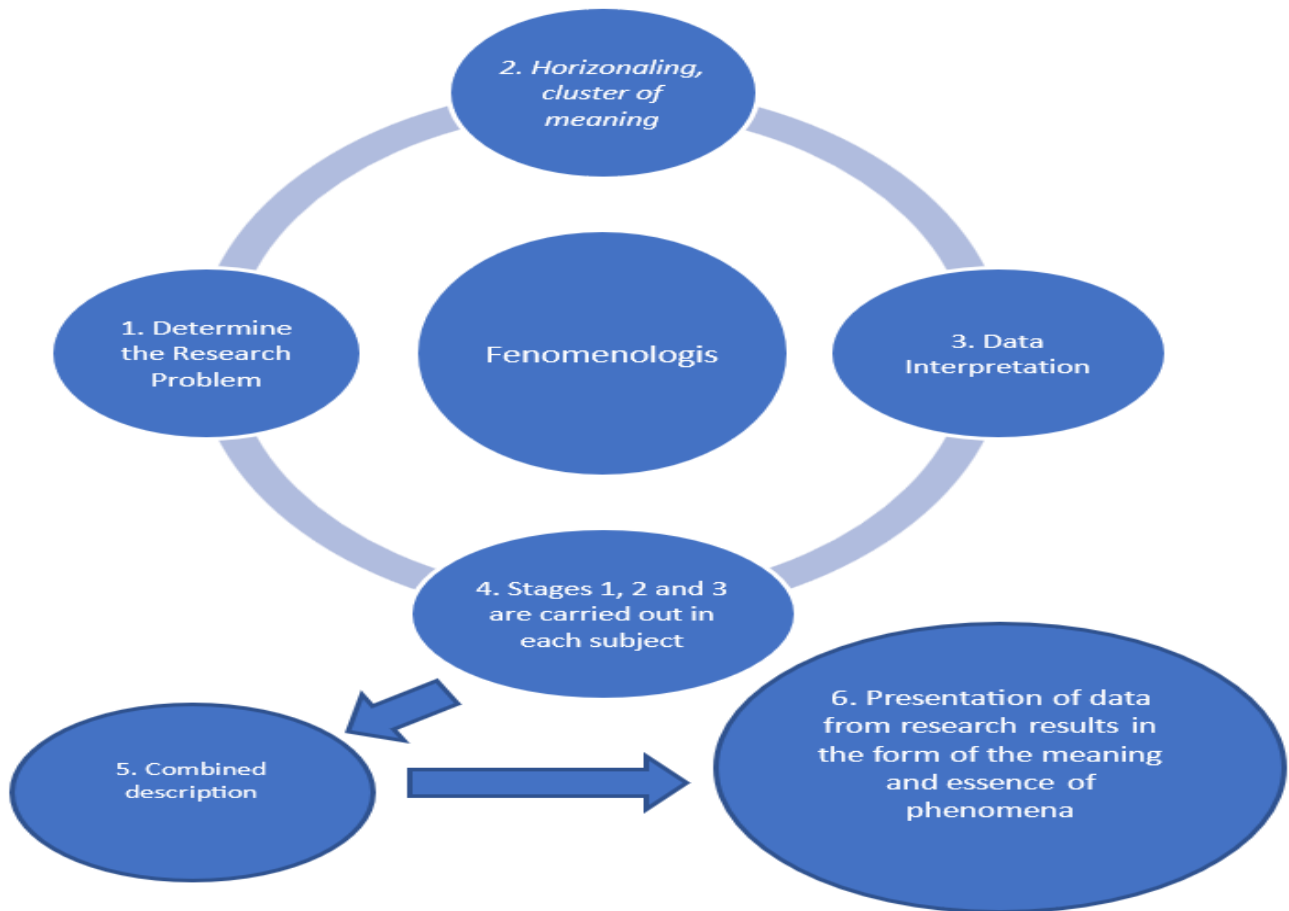 2. Horizonaling,
cluster of
meaning
1. Determine
the Research
Problem
Fenomenologis
3. Data
Interpretation
4. Stages 1, 2 and 3
are carried out in
each subject
5. Combined
description
6. Presentation of data
from research results in
the form of the meaning
and essence of
phenomena